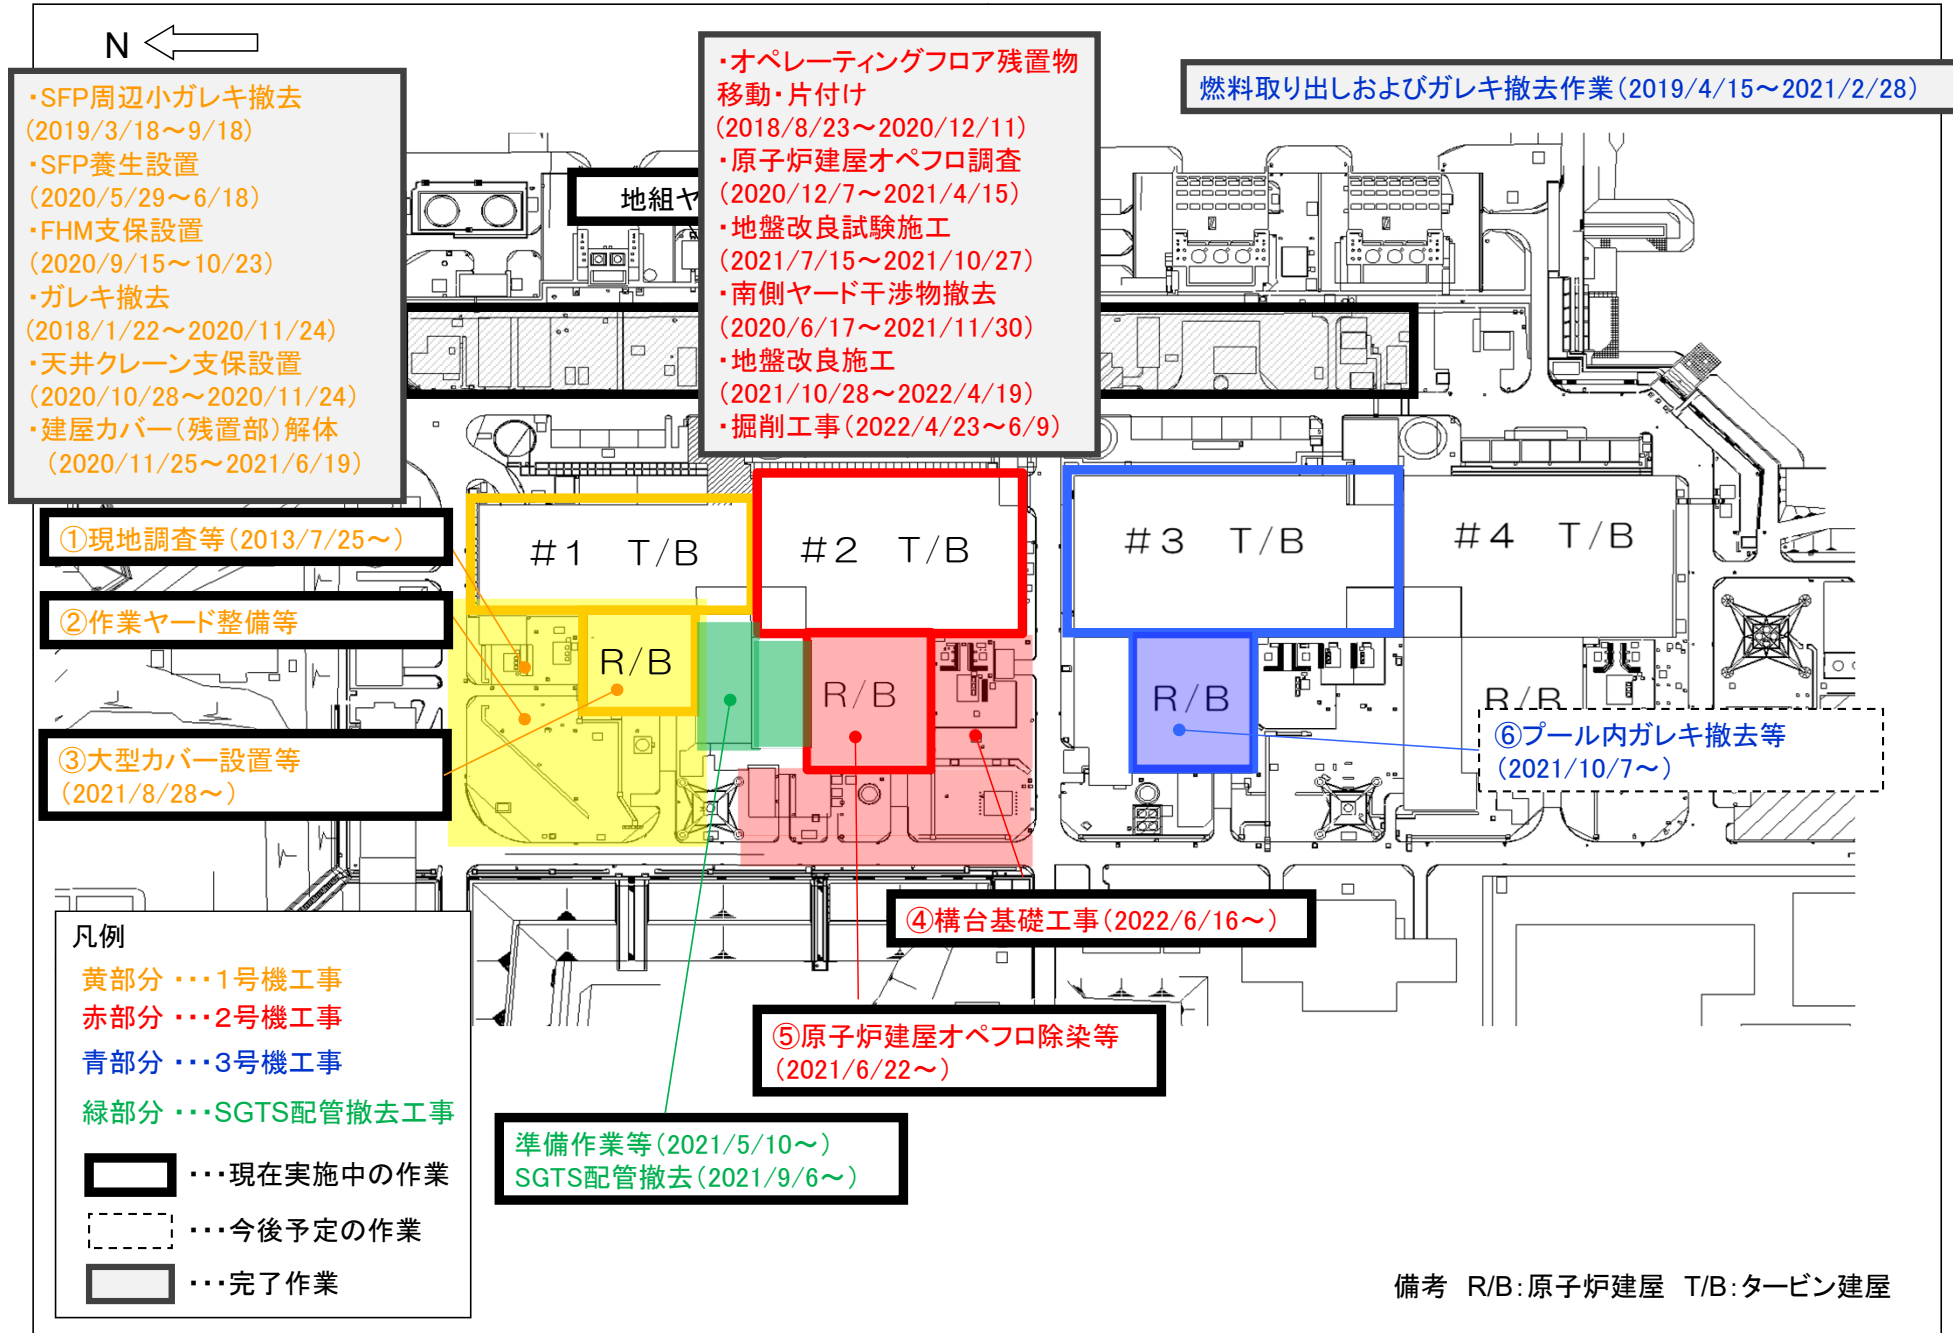 N
・SFP周辺小ガレキ撤去
(2019/3/18～9/18)
・SFP養生設置
(2020/5/29～6/18)
・FHM支保設置
(2020/9/15～10/23)
・ガレキ撤去
(2018/1/22～2020/11/24)
・天井クレーン支保設置
(2020/10/28～2020/11/24)
・建屋カバー(残置部)解体
(2020/11/25～2021/6/19)
・オペレーティングフロア残置物
移動・片付け
(2018/8/23～2020/12/11)
・原子炉建屋オペフロ調査
(2020/12/7～2021/4/15)
・地盤改良試験施工
(2021/7/15～2021/10/27)
・南側ヤード干渉物撤去
(2020/6/17～2021/11/30)
・地盤改良施工
(2021/10/28～2022/4/19)
・掘削工事(2022/4/23～6/9)
燃料取り出しおよびガレキ撤去作業(2019/4/15～2021/2/28)
地組ヤ
①現地調査等(2013/7/25～)
②作業ヤード整備等
③大型カバー設置等
(2021/8/28～)
#1 T/B
#2 T/B
#3 T/B
#4 T/B
R/B
R/B
R/B
R/B
⑥プール内ガレキ撤去等
(2021/10/7～)
④構台基礎工事(2022/6/16～)
⑤原子炉建屋オペフロ除染等
(2021/6/22～)
準備作業等(2021/5/10～)
SGTS配管撤去(2021/9/6～)
凡例
黄部分 ・・・1号機工事
赤部分 ・・・2号機工事
青部分 ・・・3号機工事
緑部分 ・・・SGTS配管撤去工事
・・・現在実施中の作業
・・・今後予定の作業
・・・完了作業
備考 R/B:原子炉建屋 T/B:タービン建屋